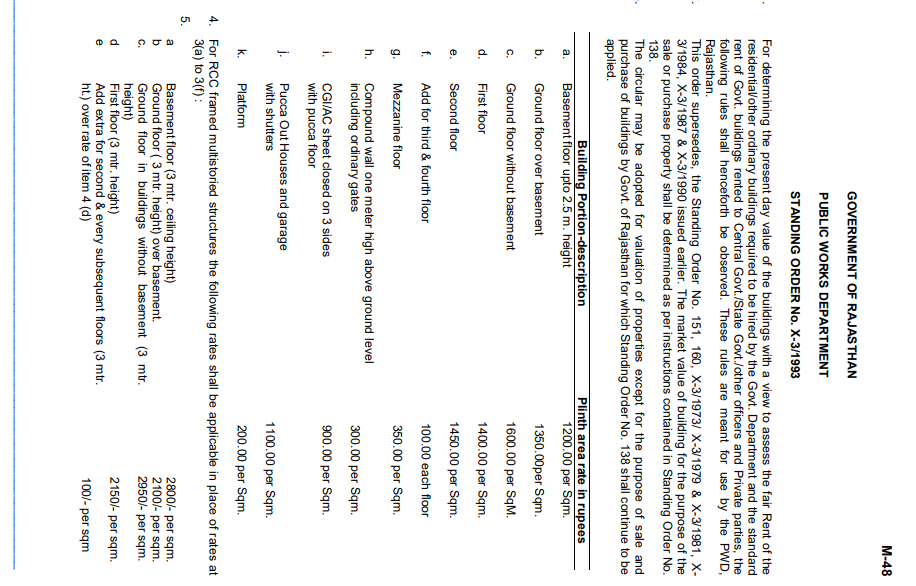 M-48
GOVERNMENT OF RAJASTHAN
PUBLIC WORKS DEPARTMENT
STANDING ORDER No. X-3/1993
For determining the present day value of the buildings with a view to assess the fair Rent of the
residential/other ordinary buildings required to be hired by the Govt. Department and the standard
rent of Govt. buildings rented to Central Govt./State Govt./other officers and Private parties, the
following rules shall henceforth be observed. These rules are meant for use by the PWD,
Rajasthan.
This order supersedes, the Standing Order No. 151, 160, X-3/1973/ X-3/1979 & X-3/1981, X-
3/1984, X-3/1987 & X-3/1990 issued earlier. The market value of building for the purpose of the
sale or purchase property shall be determined as per instructions contained in Standing Order No.
138.
The circular may be adopted for valuation of properties except for the purpose of sale and
purchase of buildings by Govt. of Rajasthan for which Standing Order No. 138 shall continue to be
applied.
Building Portion-description Plinth area rate in rupees
a. Basement floor upto 2.5 m. height 1200.00 per Sqm.
b. Ground floor over basement 1350.00per Sqm.
c. Ground floor without basement 1600.00 per SqM.
d. First floor 1400.00 per Sqm.
e. Second floor 1450.00 per Sqm.
f. Add for third & fourth floor 100.00 each floor
g. Mezzanine floor 350.00 per Sqm.
h. Compound wall one meter high above ground level 300.00 per Sqm.
including ordinary gates
i. CGI/AC sheet closed on 3 sides 900.00 per Sqm.
with pucca floor
j. Pucca Out Houses and garage 1100.00 per Sqm.
with shutters
k. Platform 200.00 per Sqm.
4. For RCC framed multistoried structures the following rates shall be applicable in place of rates at
3(a) to 3(f) :
5.
a Basement floor (3 mtr. ceiling height) 2800/- per sqm.
b Ground floor ( 3 mtr. height) over basement. 2100/- per sqm.
c. Ground floor in buildings without basement (3 mtr. 2950/- per sqm.
height)
d First floor (3 mtr. height) 2150/- per sqm.
e Add extra for second & every subsequent floors (3 mtr.
ht.) over rate of item 4 (d) 100/- per sqm